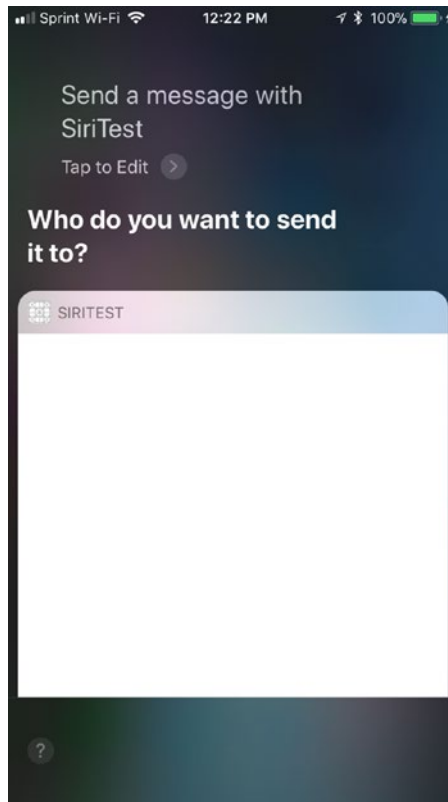 Sprint Wi-Fi 12:22 PM 100%
Send a message with
SiriTest
Tap to Edit >
Who do you want to send
it to?
SIRITEST
?